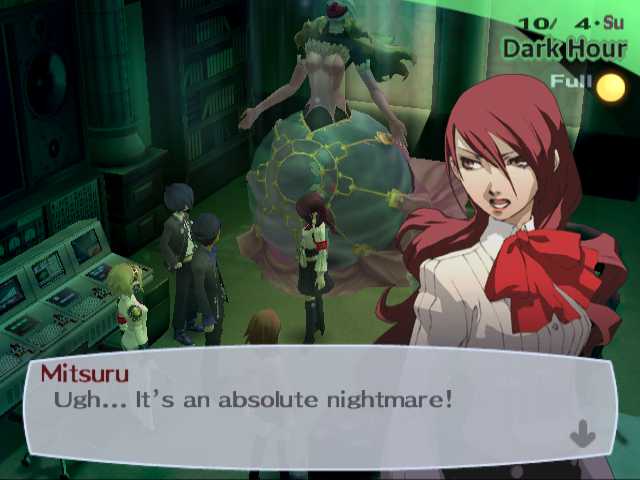 10/ 4・Su
Dark Hour
Full
Mitsuru
Ugh... It's an absolute nightmare!